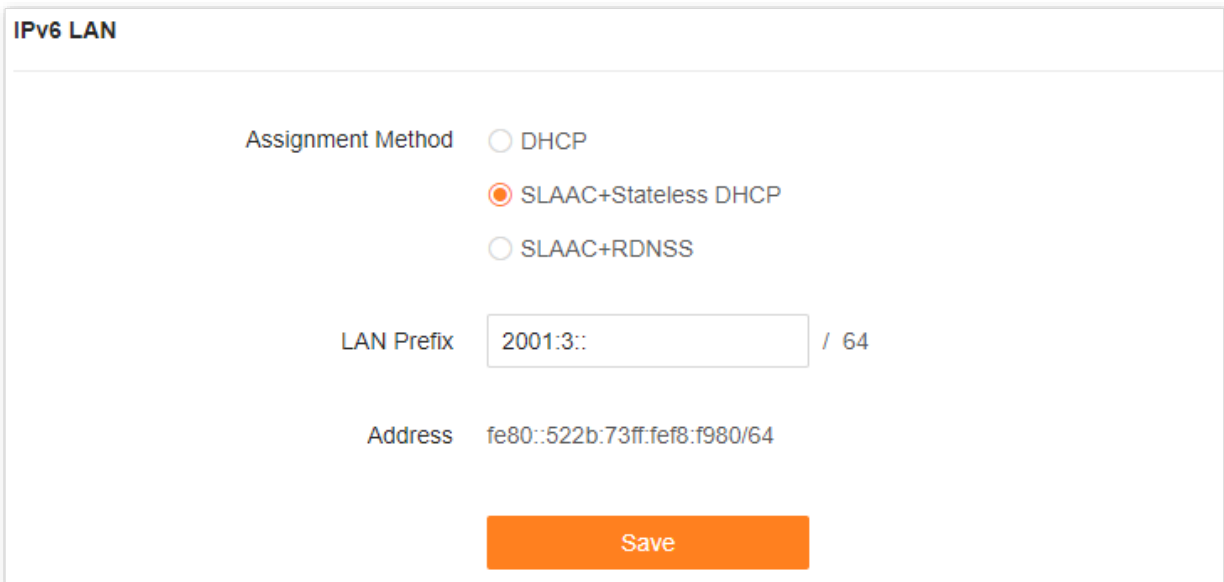 IPv6 LAN
Assignment Method DHCP
SLAAC+Stateless DHCP
SLAAC+RDNSS
LAN Prefix 2001:3:: / 64
Address fe80::522b:73ff:fef8:f980/64
Save